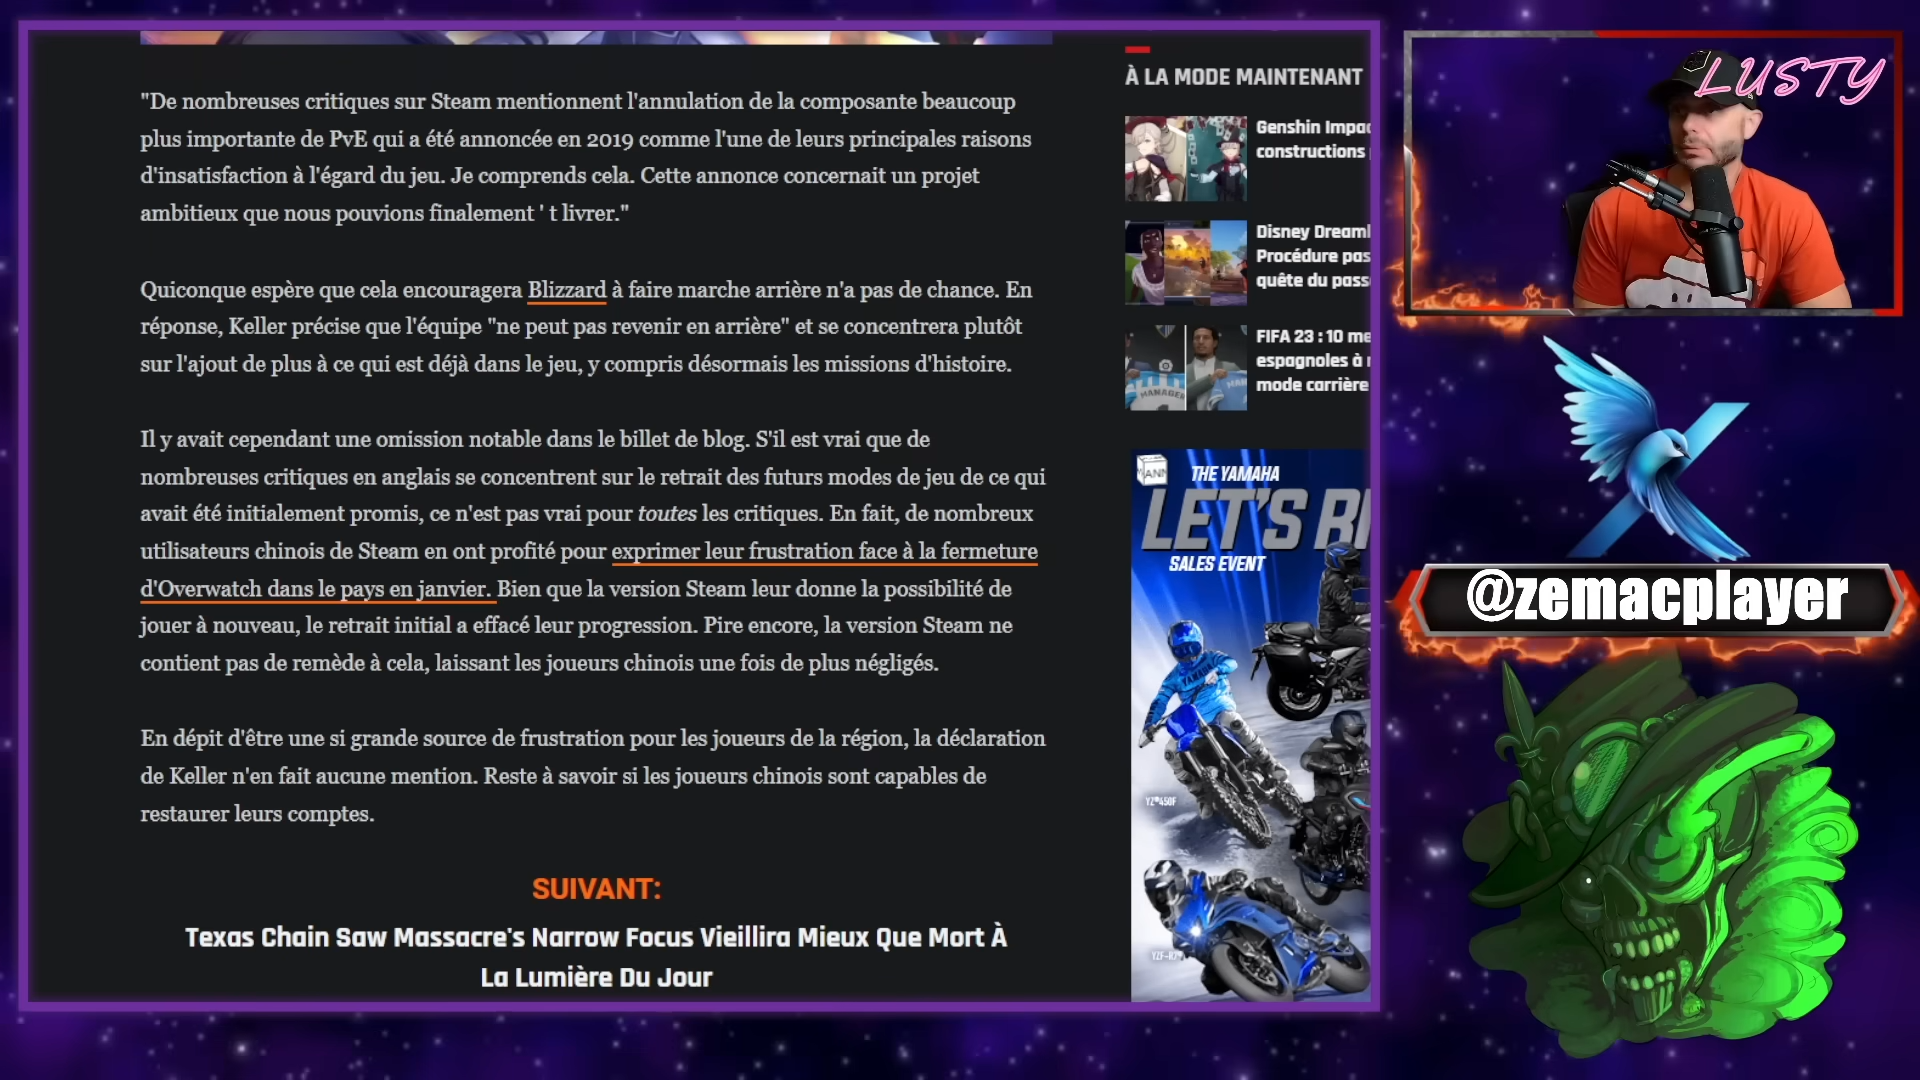 "De nombreuses critiques sur Steam mentionnent l'annulation de la composante beaucoup
plus importante de PvE qui a été annoncée en 2019 comme l'une de leurs principales raisons
d'insatisfaction à l'égard du jeu. Je comprends cela. Cette annonce concernait un projet
ambitieux que nous pouvions finalement ' t livrer."
Quiconque espère que cela encouragera Blizzard à faire marche arrière n'a pas de chance. En
réponse, Keller précise que l'équipe "ne peut pas revenir en arrière" et se concentrera plutôt
sur l'ajout de plus à ce qui est déjà dans le jeu, y compris désormais les missions d'histoire.
Il y avait cependant une omission notable dans le billet de blog. S'il est vrai que de
nombreuses critiques en anglais se concentrent sur le retrait des futurs modes de jeu de ce qui
avait été initialement promis, ce n'est pas vrai pour toutes les critiques. En fait, de nombreux
utilisateurs chinois de Steam en ont profité pour exprimer leur frustration face à la fermeture
d'Overwatch dans le pays en janvier. Bien que la version Steam leur donne la possibilité de
jouer à nouveau, le retrait initial a effacé leur progression. Pire encore, la version Steam ne
contient pas de remède à cela, laissant les joueurs chinois une fois de plus négligés.
En dépit d'être une si grande source de frustration pour les joueurs de la région, la déclaration
de Keller n'en fait aucune mention. Reste à savoir si les joueurs chinois sont capables de
restaurer leurs comptes.
SUIVANT:
Texas Chain Saw Massacre's Narrow Focus Vieillira Mieux Que Mort À
La Lumière Du Jour
À LA MODE MAINTENANT
Genshin Impac
constructions
Disney Dreaml
Procédure pas
quête du pass
FIFA 23 : 10 me
espagnoles à
mode carrière
MANAGER
THE YAMAHA
LET'S RI
SALES EVENT
YAMAHA
YZ450F
LUSTY
@zemacplayer